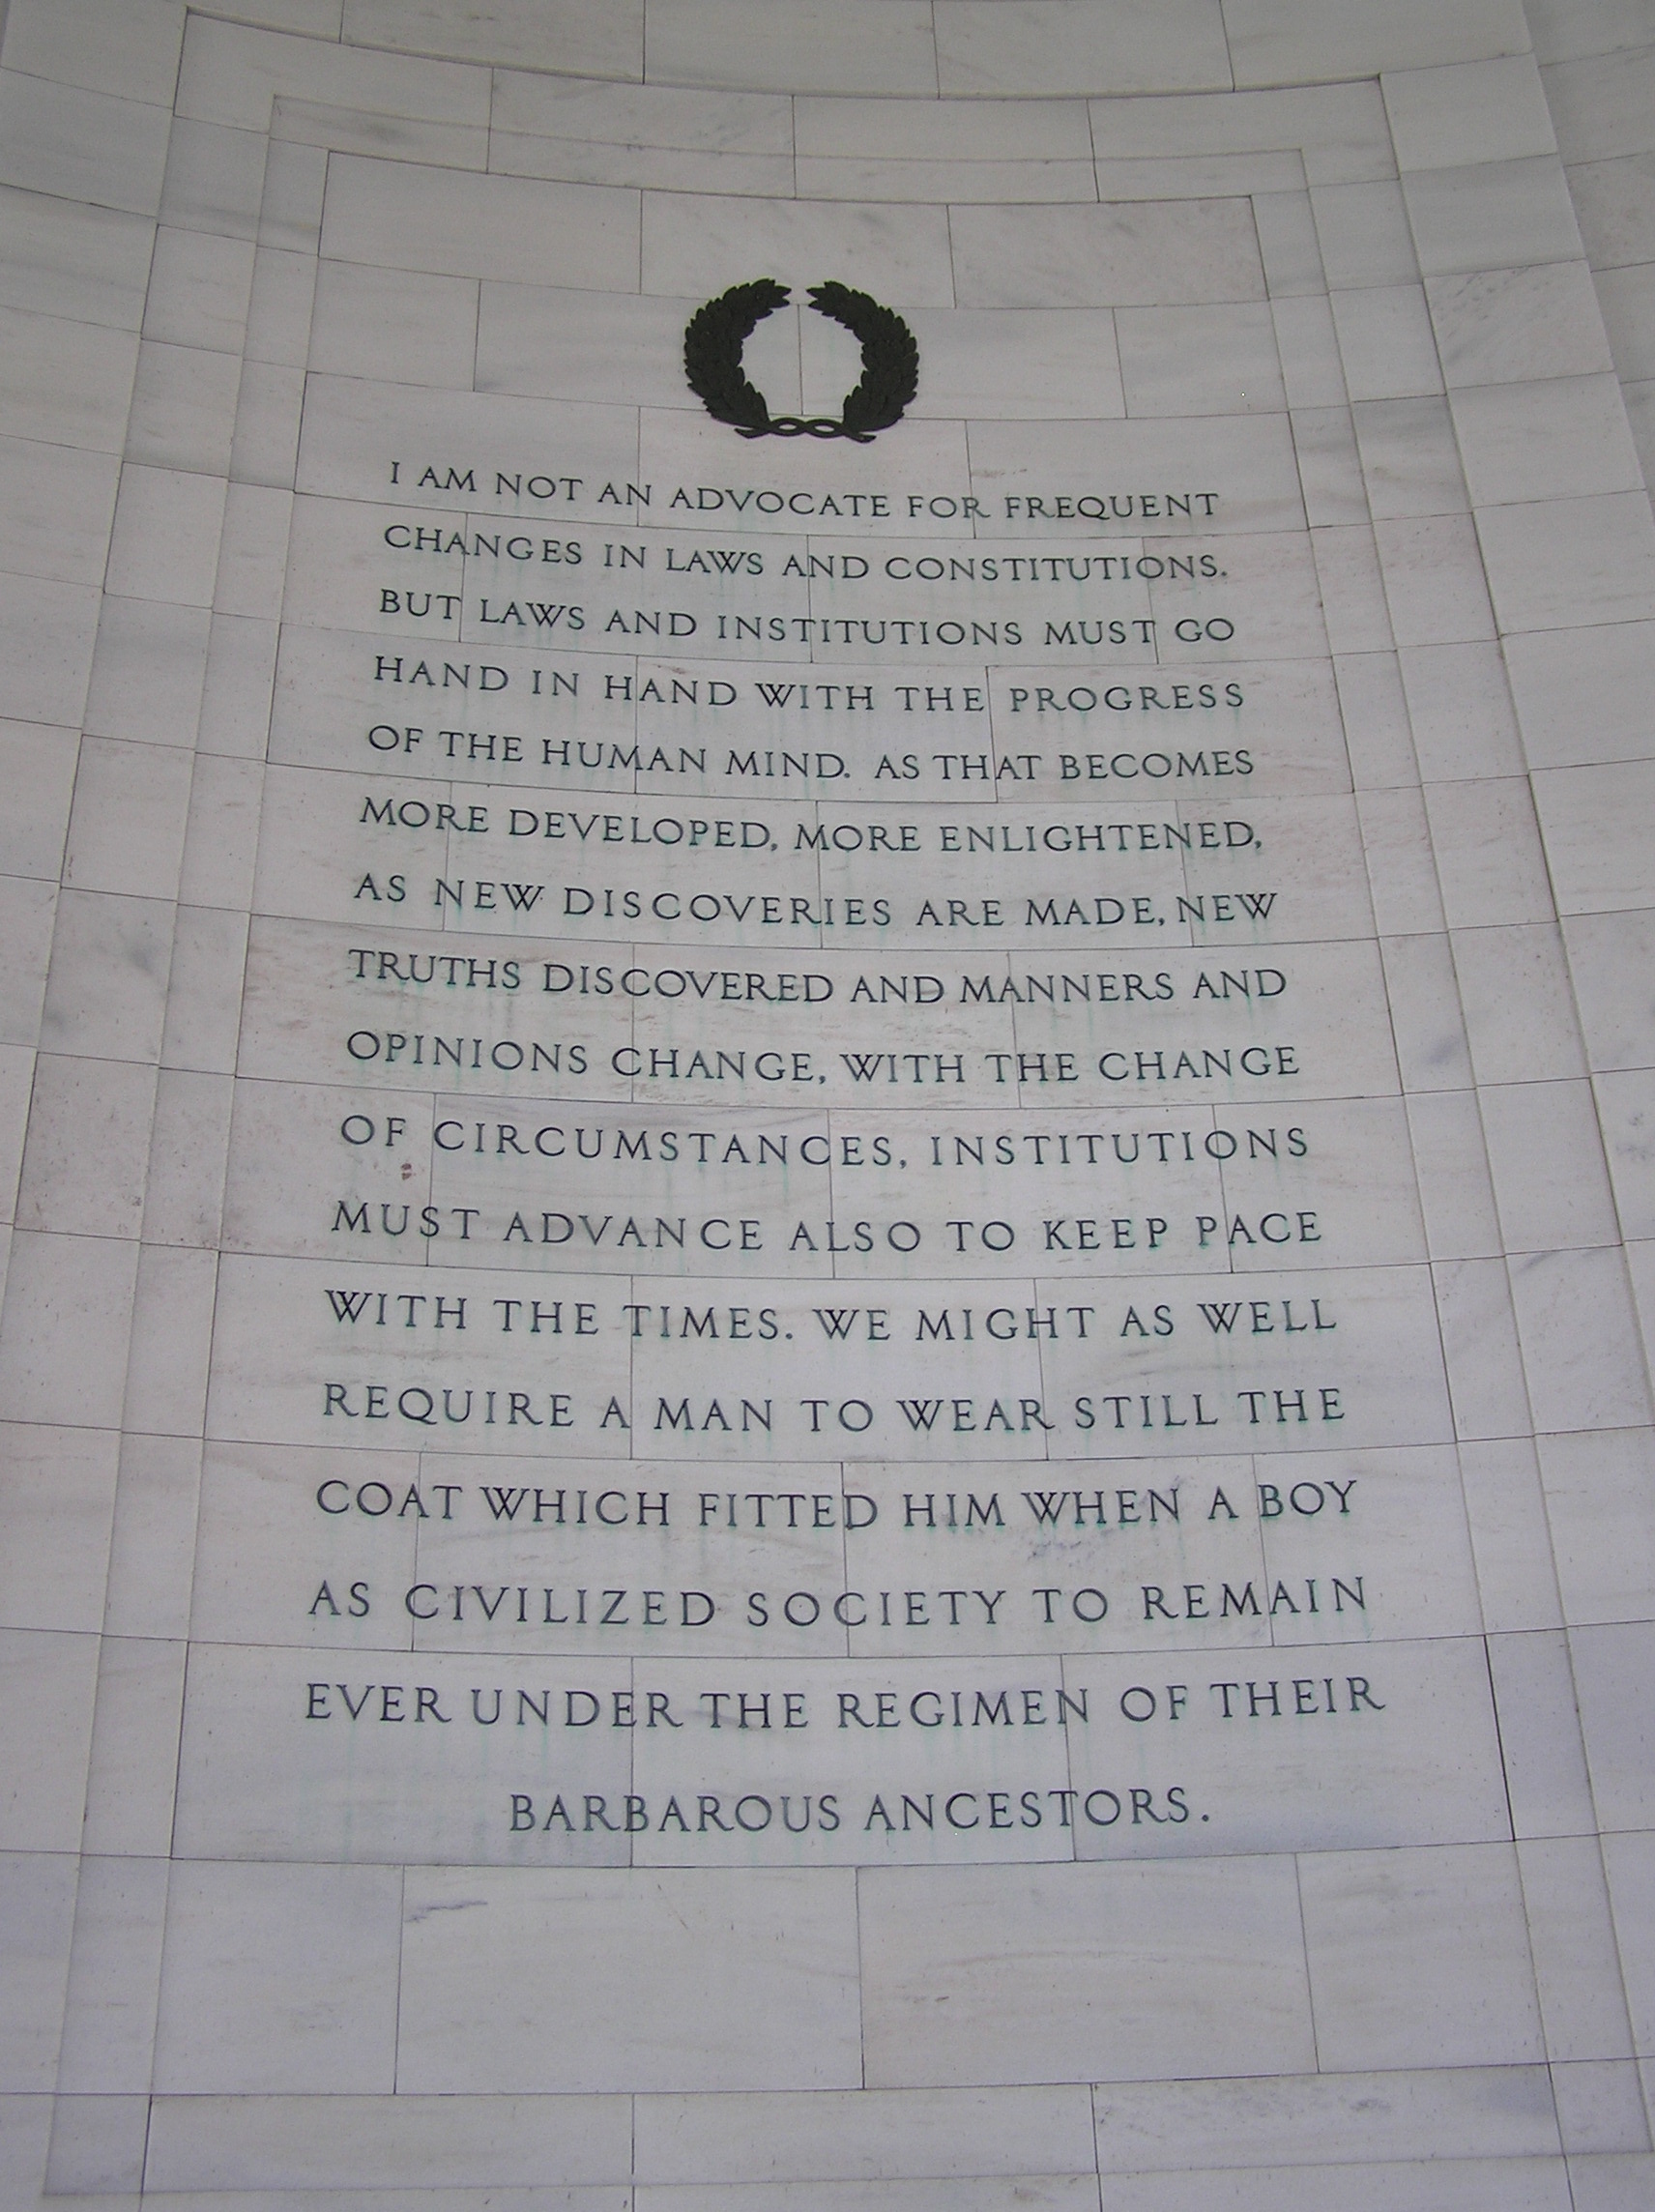 I AM NOT AN ADVOCATE FOR FREQUENT
CHANGES IN LAWS AND CONSTITUTIONS.
BUT LAWS AND INSTITUTIONS MUST GO
HAND IN HAND WITH THE PROGRESS
OF THE HUMAN MIND. AS THAT BECOMES
MORE DEVELOPED, MORE ENLIGHTENED,
AS NEW DISCOVERIES ARE MADE, NEW
TRUTHS DISCOVERED AND MANNERS AND
OPINIONS CHANGE, WITH THE CHANGE
OF CIRCUMSTANCES, INSTITUTIONS
MUST ADVANCE ALSO TO KEEP PACE
WITH THE TIMES. WE MIGHT AS WELL
REQUIRE A MAN TO WEAR STILL THE
COAT WHICH FITTED HIM WHEN A BOY
AS CIVILIZED SOCIETY TO REMAIN
EVER UNDER THE REGIMEN OF THEIR
BARBAROUS ANCESTORS.